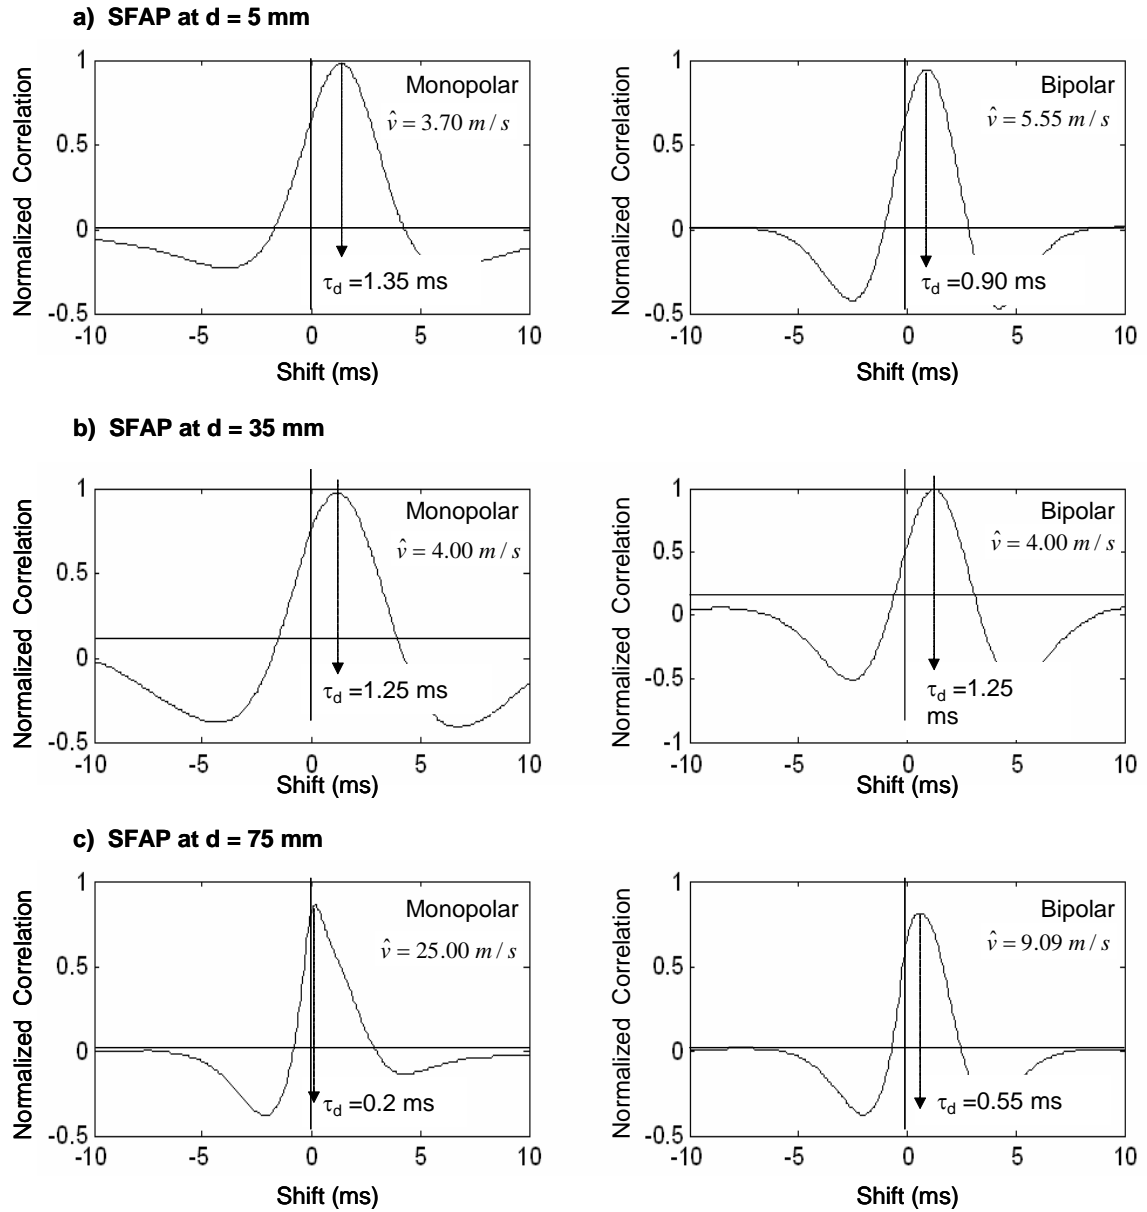 a) SFAP at d = 5 mm
Normalized Correlation
1
0.5
0
-0.5
-10
-5
0
5
10
Shift (ms)
Monopolar
v̂ = 3.70 m / s
τd =1.35 ms
Normalized Correlation
1
0.5
0
-0.5
-10
-5
0
5
10
Shift (ms)
Bipolar
v̂ = 5.55 m / s
τd =0.90 ms
b) SFAP at d = 35 mm
Normalized Correlation
1
0.5
0
-0.5
-10
-5
0
5
10
Shift (ms)
Monopolar
v̂ = 4.00 m / s
τd =1.25 ms
Normalized Correlation
1
0.5
0
-0.5
-1
-10
-5
0
5
10
Shift (ms)
Bipolar
v̂ = 4.00 m / s
τd =1.25
ms
c) SFAP at d = 75 mm
Normalized Correlation
1
0.5
0
-0.5
-10
-5
0
5
10
Shift (ms)
Monopolar
v̂ = 25.00 m / s
τd =0.2 ms
Normalized Correlation
1
0.5
0
-0.5
-10
-5
0
5
10
Shift (ms)
Bipolar
v̂ = 9.09 m / s
τd =0.55 ms